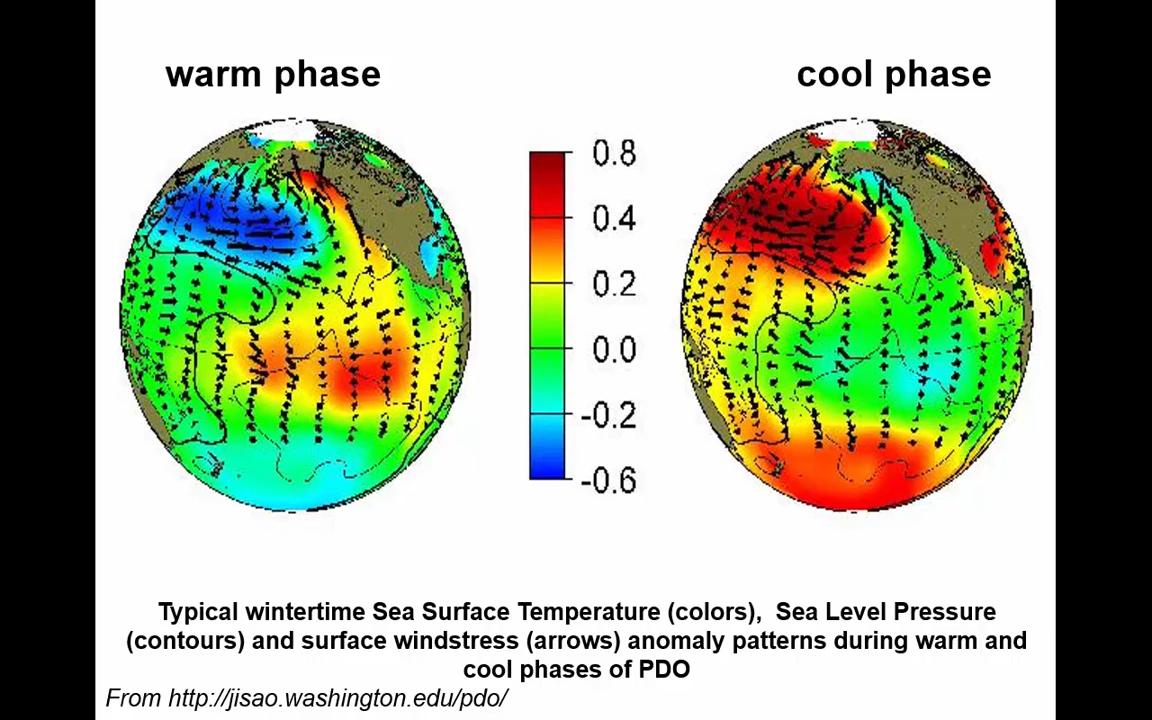 warm phase
cool phase
0.8
0.4
0.2
0.0
-0.2
-0.6
Typical wintertime Sea Surface Temperature (colors),  Sea Level Pressure
(contours) and surface windstress (arrows) anomaly patterns during warm and
cool phases of PDO
From http://jisao.washington.edu/pdo/